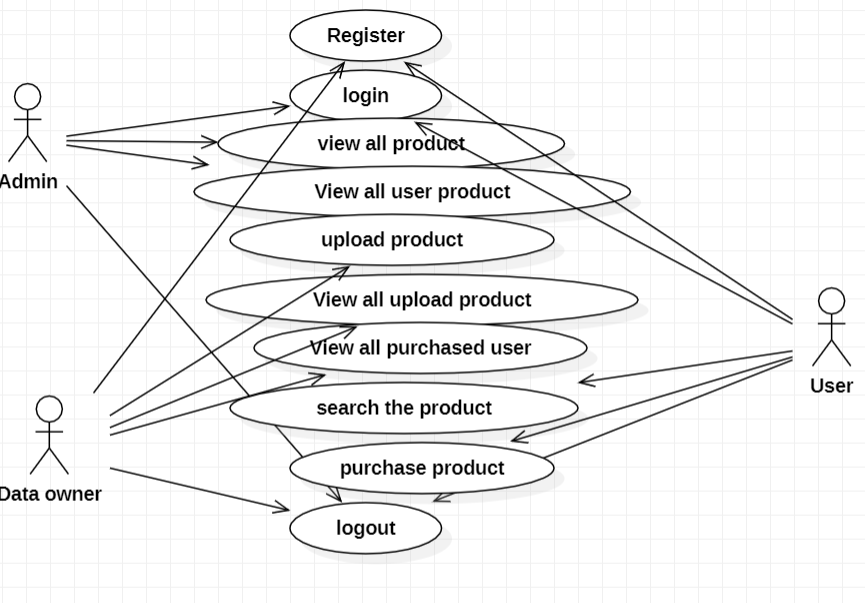 Register
login
view all product
View all user product
upload product
View all upload product
View all purchased user
search the product
purchase product
logout
Admin
Data owner
User